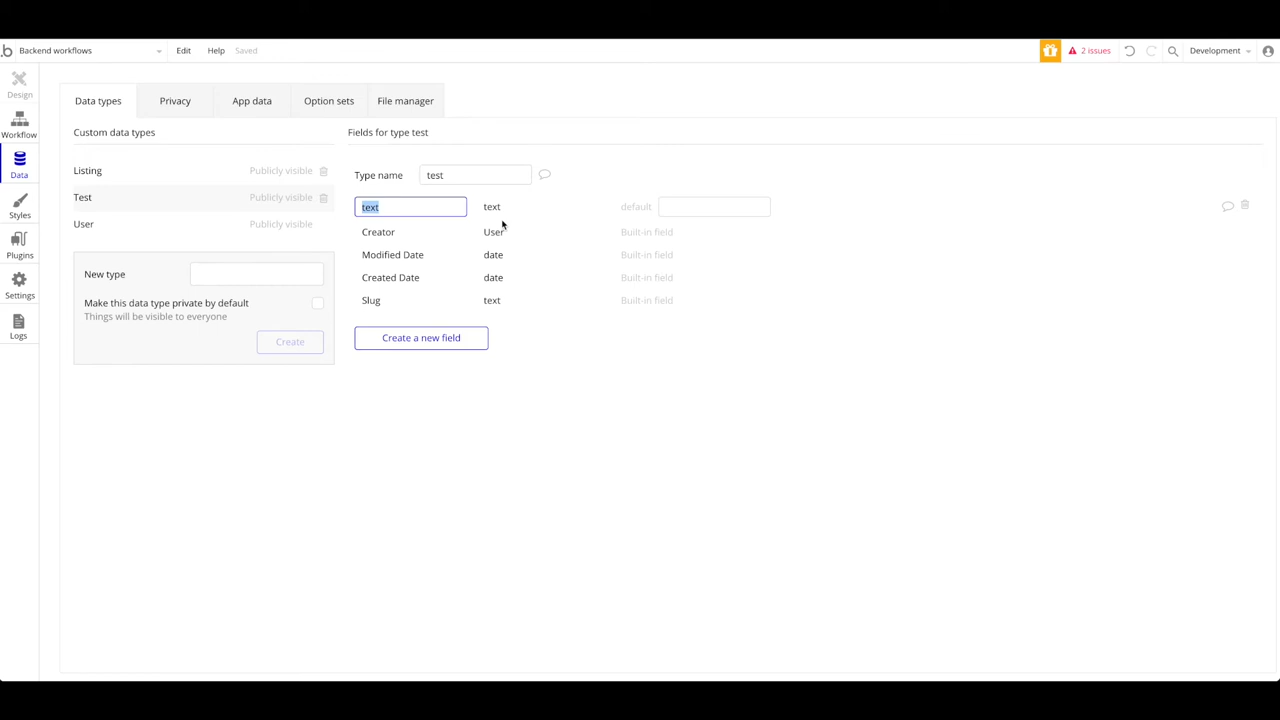 .b Backend workflows Edit Help Saved 2 issues Development
Design
Workflow
Data
Styles
Plugins
Settings
Logs
Data types Privacy App data Option sets File manager
Custom data types
Listing Publicly visible
Test Publicly visible
User Publicly visible
New type
Make this data type private by default
Things will be visible to everyone
Create
Fields for type test
Type name test
text text default
Creator User Built-in field
Modified Date date Built-in field
Created Date date Built-in field
Slug text Built-in field
Create a new field